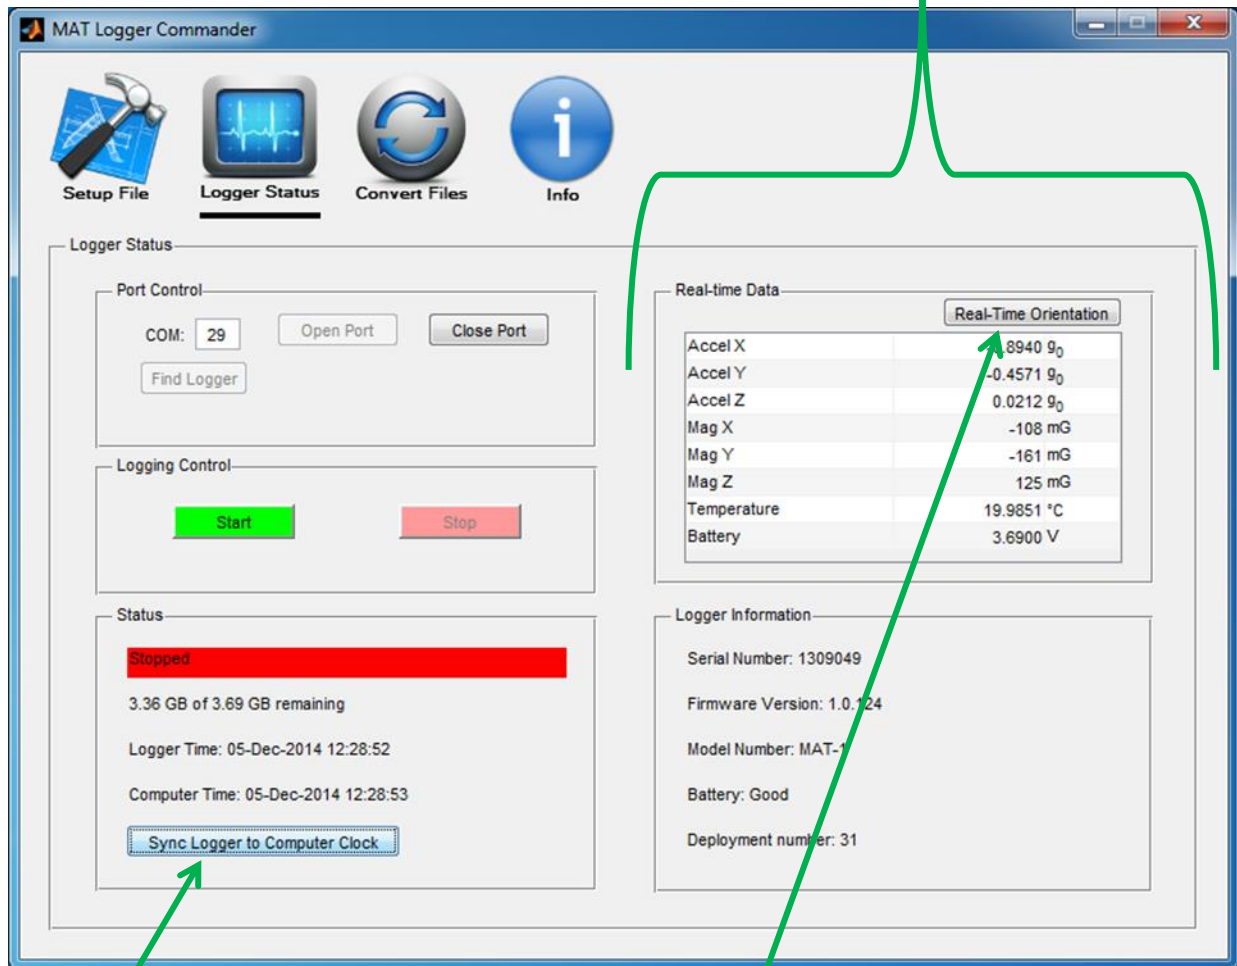 MAT Logger Commander
Setup File
Logger Status
Convert Files
Info
Logger Status
Port Control
COM: 29
Open Port
Close Port
Find Logger
Logging Control
Start
Stop
Status
Stopped
3.36 GB of 3.69 GB remaining
Logger Time: 05-Dec-2014 12:28:52
Computer Time: 05-Dec-2014 12:28:53
Sync Logger to Computer Clock
Real-time Data
Real-Time Orientation
Accel X .8940 g0
Accel Y -0.4571 g0
Accel Z 0.0212 g0
Mag X -108 mG
Mag Y -161 mG
Mag Z 125 mG
Temperature 19.9851 °C
Battery 3.6900 V
Logger Information
Serial Number: 1309049
Firmware Version: 1.0.124
Model Number: MAT-1
Battery: Good
Deployment number: 31